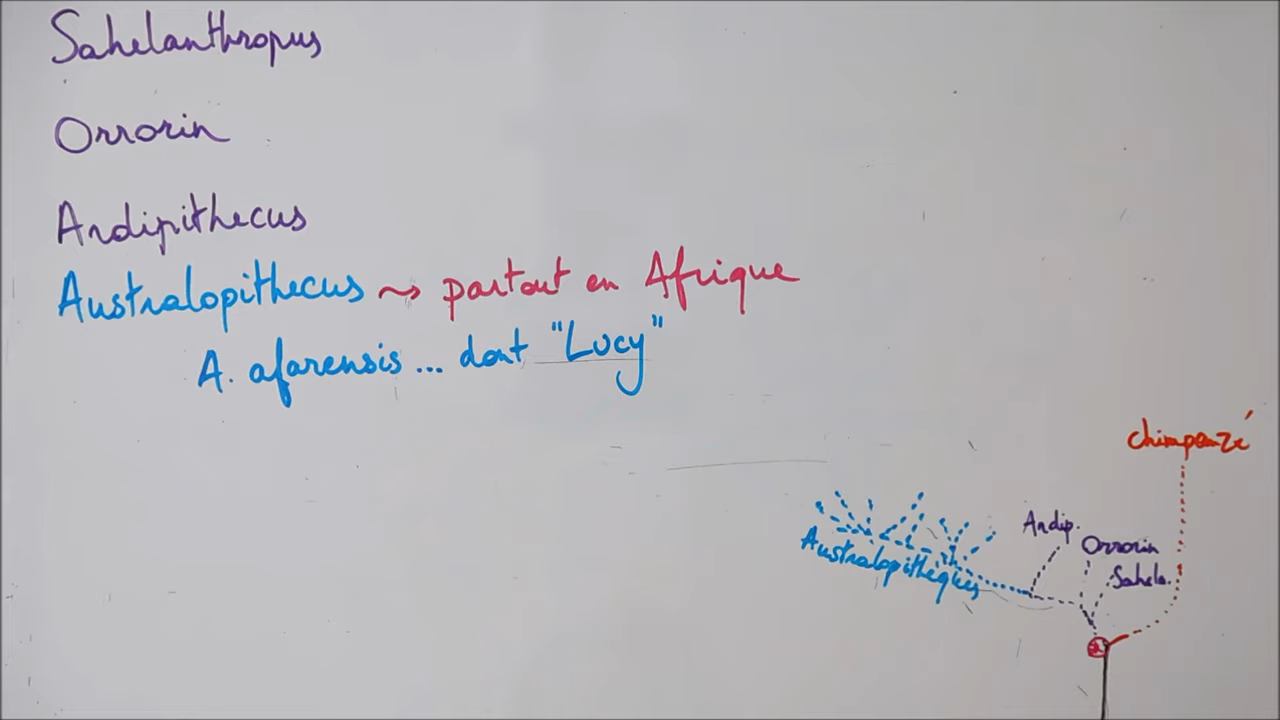 Sahelanthropus
Orrorin
Ardipithecus
Australopithecus ⇝ partout en Afrique
A. afarensis ... dont "Lucy"
chimpanzé
Ardip.
Orrorin
Sahela.
Australopithèques